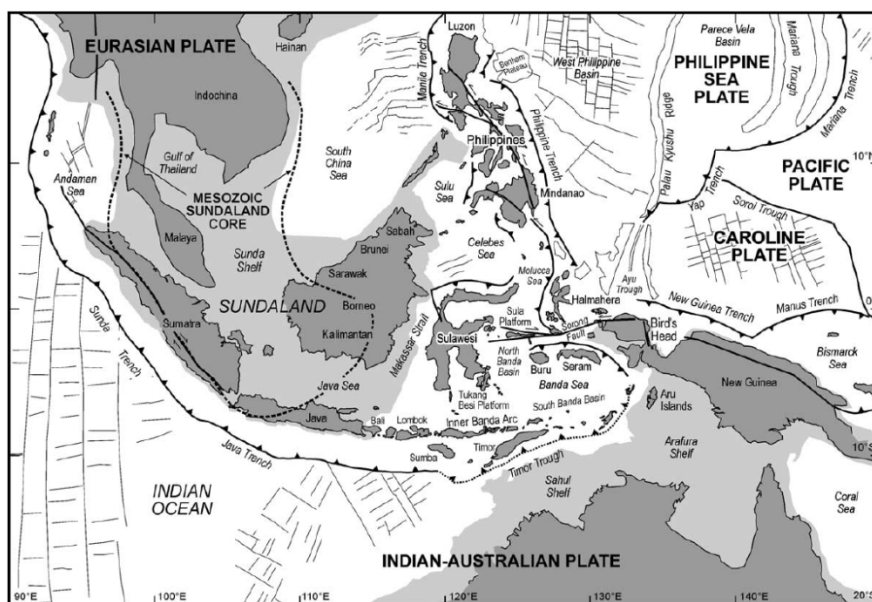 EURASIAN PLATE
Hainan
Luzon
Manila Trench
Benham
Plateau
West Philippine
Basin
Parece Vela
Basin
Mariana
Trough
Mariana Trench
PHILIPPINE
SEA
PLATE
Palau Kyushu Ridge
Indochina
Gulf of
Thailand
South
China
Sea
Philippines
Philippine Trench
10°N
Andaman
Sea
MESOZOIC
SUNDALAND
CORE
Sulu
Sea
Mindanao
Yap Trench
PACIFIC
PLATE
Sorol Trough
CAROLINE
PLATE
Malaya
Sunda
Shelf
Sabah
Brunei
Sarawak
Celebes
Sea
Molucca
Sea
Ayu
Trough
Halmahera
New Guinea Trench
Manus Trench
0°
SUNDALAND
Borneo
Kalimantan
Sumatra
Makassar Strait
Sulawesi
Sula
Platform
Sorong
Fault
Bird's
Head
Bismarck
Sea
Sunda
Trench
North
Banda
Basin
Buru
Seram
Banda Sea
New Guinea
Java Sea
Tukang
Besi Platform
South Banda Basin
Aru
Islands
Java
Bali
Lombok
Inner Banda Arc
10°S
Java Trench
Sumba
Timor
Timor Trough
Arafura
Shelf
Sahul
Shelf
Coral
Sea
INDIAN
OCEAN
INDIAN-AUSTRALIAN PLATE
90°E
100°E
110°E
120°E
130°E
140°E
20°S